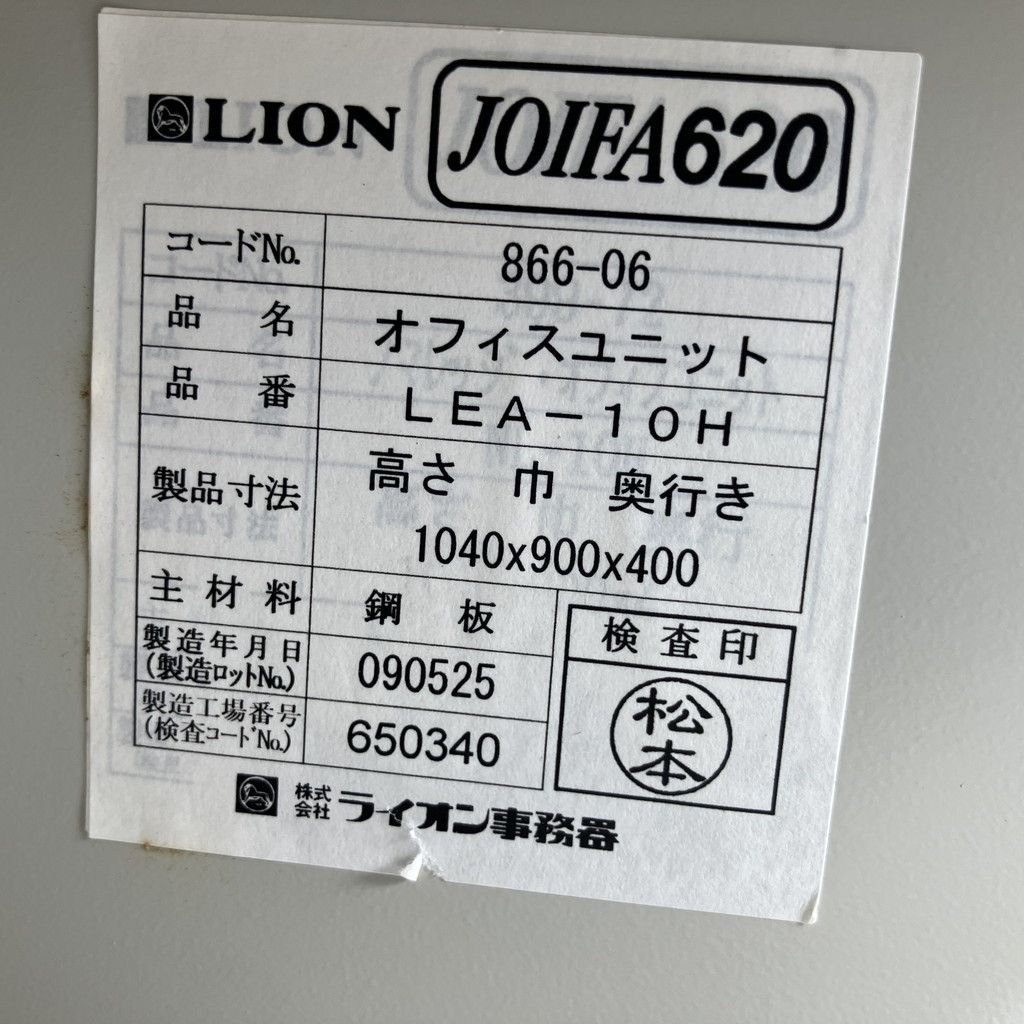 LION JOIFA620
コードNo. 866-06
品 名 オフィスユニット
品 番 LEA－10H
製品寸法 高さ 巾 奥行き
1040x900x400
主材料 鋼 板
製造年月日
(製造ロットNo.) 090525
製造工場番号
(検査コードNo.) 650340
検査印
松
本
株式
会社 ライオン事務器